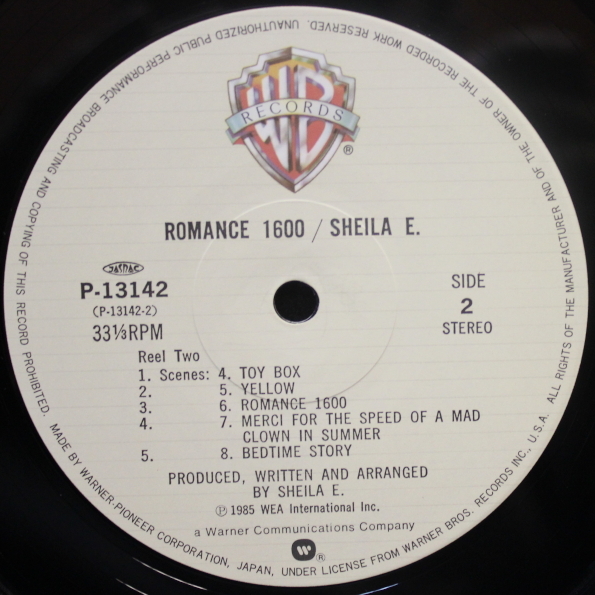 WB
RECORDS
®
ROMANCE 1600 / SHEILA E.
JASRAC
P-13142
(P-13142-2)
33⅓RPM
SIDE
2
STEREO
Reel Two
1. Scenes: 4. TOY BOX
2. 5. YELLOW
3. 6. ROMANCE 1600
4. 7. MERCI FOR THE SPEED OF A MAD
CLOWN IN SUMMER
5. 8. BEDTIME STORY
PRODUCED, WRITTEN AND ARRANGED
BY SHEILA E.
Ⓟ 1985 WEA International Inc.
a Warner Communications Company
®
MADE BY WARNER-PIONEER CORPORATION, JAPAN, UNDER LICENSE FROM WARNER BROS. RECORDS INC., U.S.A. ALL RIGHTS OF THE MANUFACTURER AND OF THE OWNER OF THE RECORDED WORK RESERVED. UNAUTHORIZED PUBLIC PERFORMANCE BROADCASTING AND COPYING OF THIS RECORD PROHIBITED.